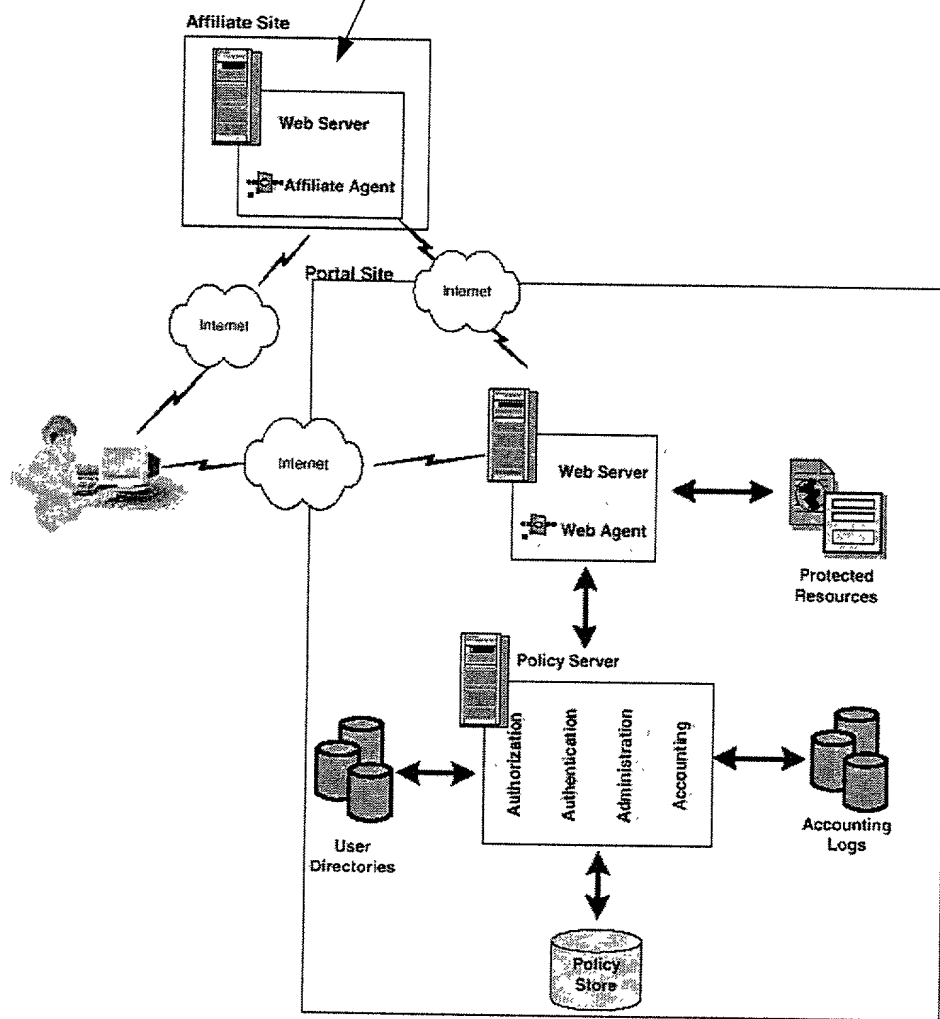 Affiliate Site
Web Server
Affiliate Agent
Portal Site
Internet
Internet
Internet
Web Server
Web Agent
Protected
Resources
Policy Server
Authorization
Authentication
Administration
Accounting
User
Directories
Accounting
Logs
Policy
Store